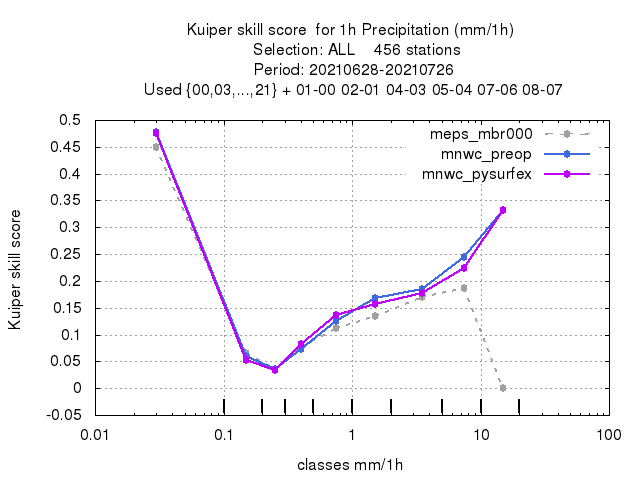 Kuiper skill score  for 1h Precipitation (mm/1h)
Selection: ALL    456 stations
Period: 20210628-20210726
Used {00,03,...,21} + 01-00 02-01 04-03 05-04 07-06 08-07
meps_mbr000
mnwc_preop
mnwc_pysurfex
0.5
0.45
0.4
0.35
0.3
0.25
0.2
0.15
0.1
0.05
0
-0.05
Kuiper skill score
0.01 0.1 1 10 100
classes mm/1h